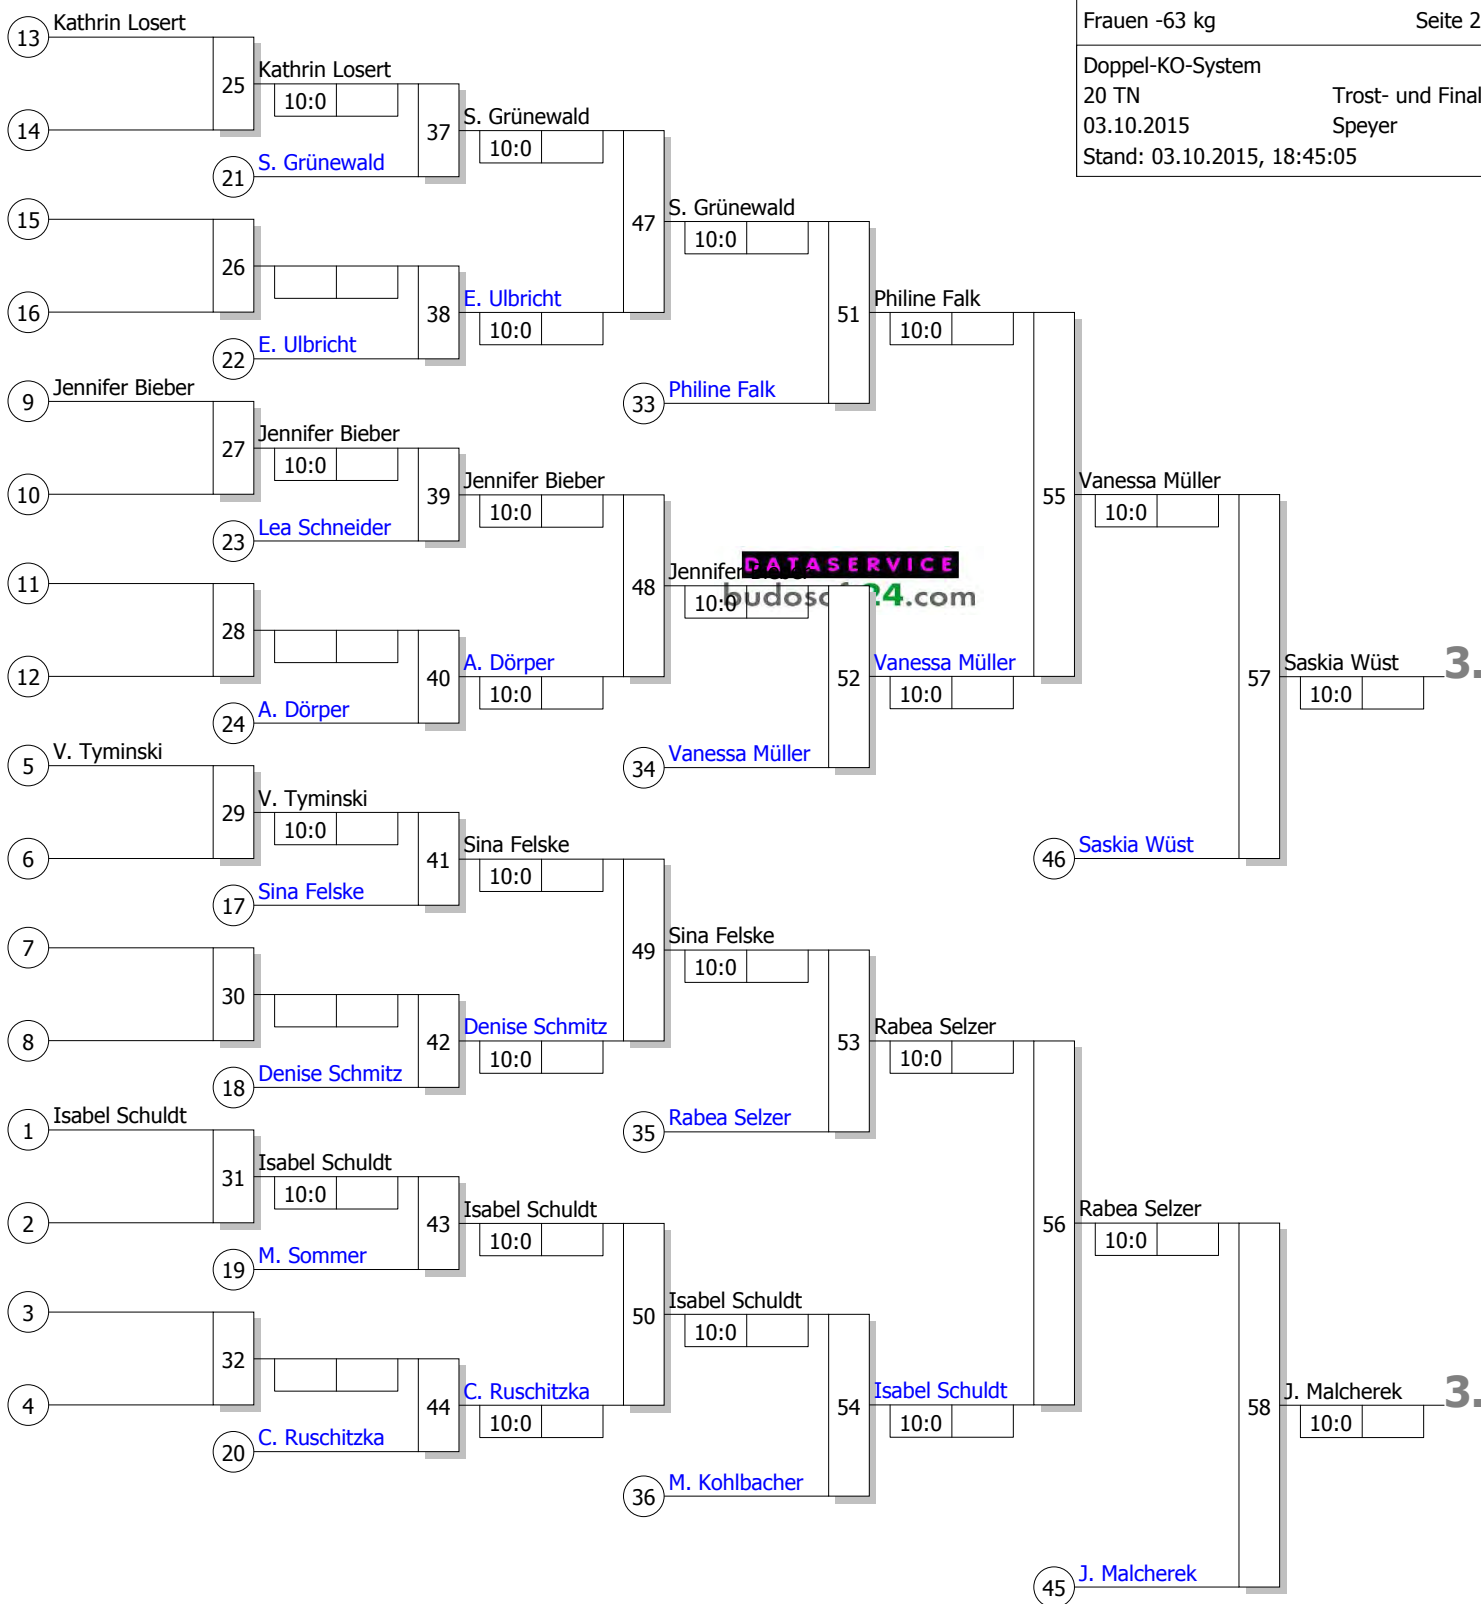 Frauen -63 kg Seite 2
Doppel-KO-System
20 TN Trost- und Final
03.10.2015 Speyer
Stand: 03.10.2015, 18:45:05
13 Kathrin Losert
25 Kathrin Losert
10:0
14
37 S. Grünewald
10:0
21 S. Grünewald
15
47 S. Grünewald
10:0
26
16
38 E. Ulbricht
10:0
22 E. Ulbricht
51 Philine Falk
10:0
33 Philine Falk
9 Jennifer Bieber
27 Jennifer Bieber
10:0
10
39 Jennifer Bieber
10:0
23 Lea Schneider
55 Vanessa Müller
10:0
DATASERVICE
24.com
11
48 Jennifer
10:0
28
12
40 A. Dörper
10:0
24 A. Dörper
52 Vanessa Müller
10:0
34 Vanessa Müller
57 Saskia Wüst 3.
10:0
5 V. Tyminski
29 V. Tyminski
10:0
6
41 Sina Felske
10:0
17 Sina Felske
46 Saskia Wüst
7
49 Sina Felske
10:0
30
8
42 Denise Schmitz
10:0
18 Denise Schmitz
53 Rabea Selzer
10:0
35 Rabea Selzer
1 Isabel Schuldt
31 Isabel Schuldt
10:0
2
43 Isabel Schuldt
10:0
19 M. Sommer
56 Rabea Selzer
10:0
3
50 Isabel Schuldt
10:0
32
4
44 C. Ruschitzka
10:0
20 C. Ruschitzka
54 Isabel Schuldt
10:0
36 M. Kohlbacher
58 J. Malcherek 3.
10:0
45 J. Malcherek